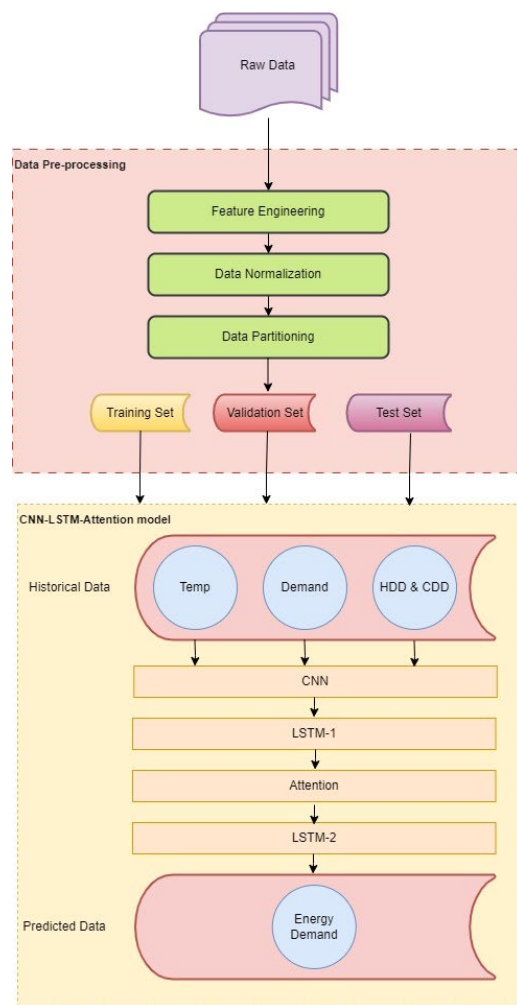 Raw Data
Data Pre-processing
Feature Engineering
Data Normalization
Data Partitioning
Training Set
Validation Set
Test Set
CNN-LSTM-Attention model
Historical Data
Temp
Demand
HDD & CDD
CNN
LSTM-1
Attention
LSTM-2
Predicted Data
Energy
Demand